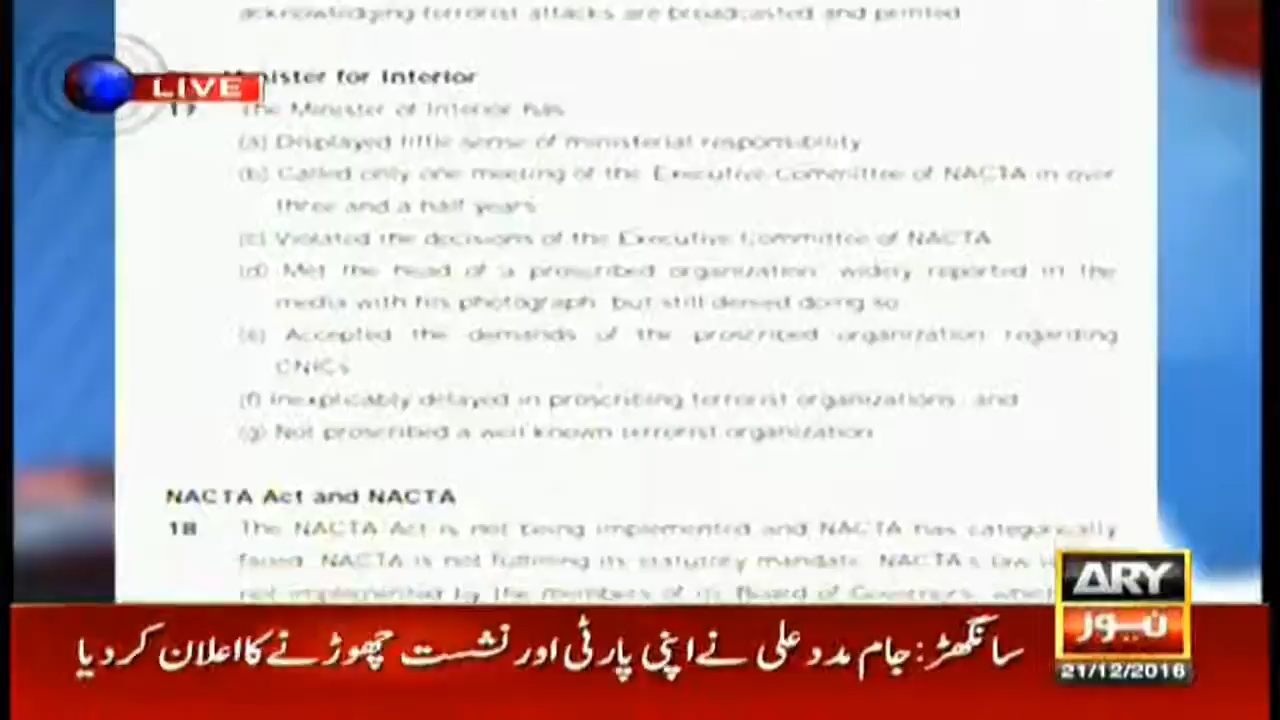 acknowledging terrorist attacks are broadcasted and printed
LIVE
Minister for Interior
17 The Minister of Interior has
(a) Displayed little sense of ministerial responsibility
(b) Called only one meeting of the Executive Committee of NACTA in over
three and a half years
(c) Violated the decisions of the Executive Committee of NACTA
(d) Met the head of a proscribed organization, widely reported in the
media with his photograph, but still denied doing so
(e) Accepted the demands of the proscribed organization regarding
CNICs
(f) Inexplicably delayed in proscribing terrorist organizations, and
(g) Not proscribed a well known terrorist organization
NACTA Act and NACTA
18 The NACTA Act is not being implemented and NACTA has categorically
failed. NACTA is not fulfilling its statutory mandate. NACTA's law
not implemented by the members of its Board of Governors,
ARY
نیوز
21/12/2016
سانگھڑ: جام مدد علی نے اپنی پارٹی اور نشست چھوڑنے کا اعلان کر دیا